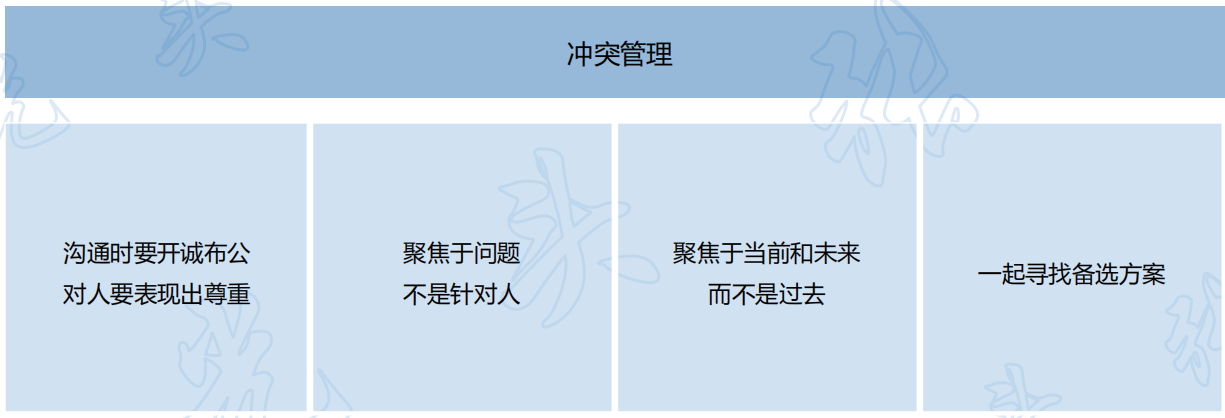 冲突管理
沟通时要开诚布公
对人要表现出尊重
聚焦于问题
不是针对人
聚焦于当前和未来
而不是过去
一起寻找备选方案